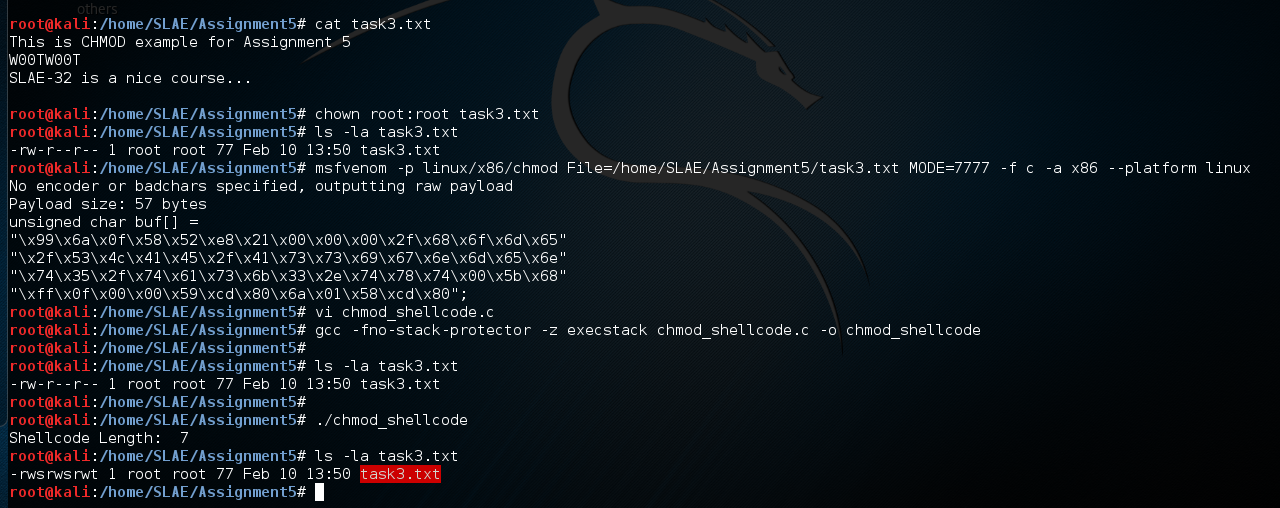 others
root@kali:/home/SLAE/Assignment5# cat task3.txt
This is CHMOD example for Assignment 5
W00TW00T
SLAE-32 is a nice course...
root@kali:/home/SLAE/Assignment5# chown root:root task3.txt
root@kali:/home/SLAE/Assignment5# ls -la task3.txt
-rw-r--r-- 1 root root 77 Feb 10 13:50 task3.txt
root@kali:/home/SLAE/Assignment5# msfvenom -p linux/x86/chmod File=/home/SLAE/Assignment5/task3.txt MODE=7777 -f c -a x86 --platform linux
No encoder or badchars specified, outputting raw payload
Payload size: 57 bytes
unsigned char buf[] =
"\x99\x6a\x0f\x58\x52\xe8\x21\x00\x00\x00\x2f\x68\x6f\x6d\x65"
"\x2f\x53\x4c\x41\x45\x2f\x41\x73\x73\x69\x67\x6e\x6d\x65\x6e"
"\x74\x35\x2f\x74\x61\x73\x6b\x33\x2e\x74\x78\x74\x00\x5b\x68"
"\xff\x0f\x00\x00\x59\xcd\x80\x6a\x01\x58\xcd\x80";
root@kali:/home/SLAE/Assignment5# vi chmod_shellcode.c
root@kali:/home/SLAE/Assignment5# gcc -fno-stack-protector -z execstack chmod_shellcode.c -o chmod_shellcode
root@kali:/home/SLAE/Assignment5#
root@kali:/home/SLAE/Assignment5# ls -la task3.txt
-rw-r--r-- 1 root root 77 Feb 10 13:50 task3.txt
root@kali:/home/SLAE/Assignment5#
root@kali:/home/SLAE/Assignment5# ./chmod_shellcode
Shellcode Length:  7
root@kali:/home/SLAE/Assignment5# ls -la task3.txt
-rwsrwsrwt 1 root root 77 Feb 10 13:50 task3.txt
root@kali:/home/SLAE/Assignment5#